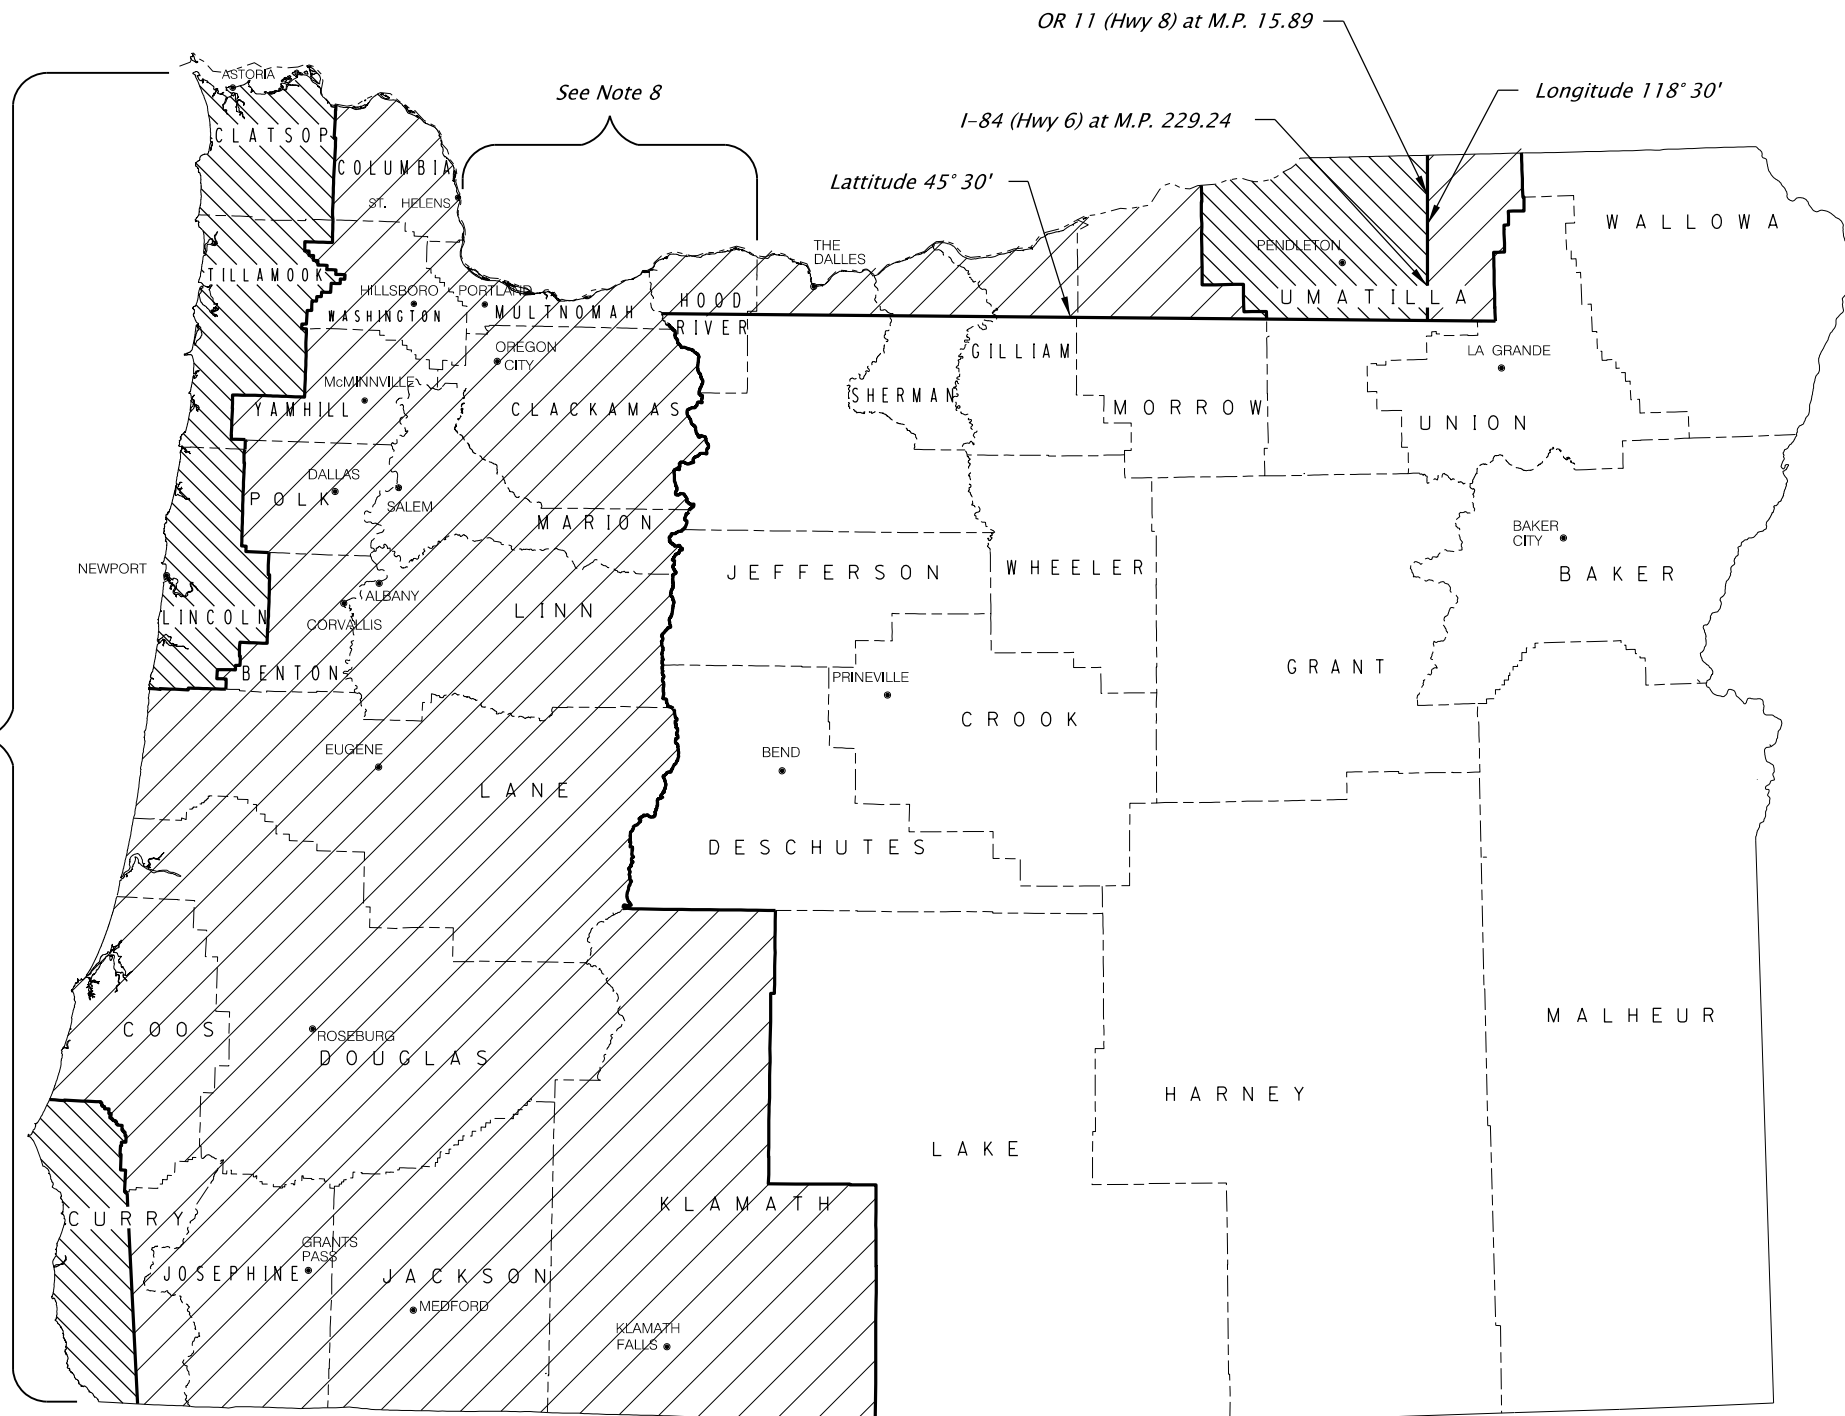 OR 11 (Hwy 8) at M.P. 15.89
Longitude 118° 30'
See Note 8
I-84 (Hwy 6) at M.P. 229.24
Lattitude 45° 30'
ASTORIA
CLATSOP
COLUMBIA
ST. HELENS
WALLOWA
THE
DALLES
PENDLETON
TILLAMOOK
HILLSBORO
PORTLAND
HOOD
RIVER
UMATILLA
WASHINGTON
MULTNOMAH
OREGON
CITY
GILLIAM
LA GRANDE
McMINNVILLE
YAMHILL
CLACKAMAS
SHERMAN
MORROW
UNION
DALLAS
POLK
SALEM
MARION
BAKER
CITY
NEWPORT
JEFFERSON
WHEELER
BAKER
ALBANY
LINN
LINCOLN
CORVALLIS
BENTON
GRANT
PRINEVILLE
CROOK
EUGENE
BEND
LANE
DESCHUTES
COOS
ROSEBURG
DOUGLAS
MALHEUR
HARNEY
LAKE
KLAMATH
CURRY
GRANTS
PASS
JOSEPHINE
JACKSON
MEDFORD
KLAMATH
FALLS